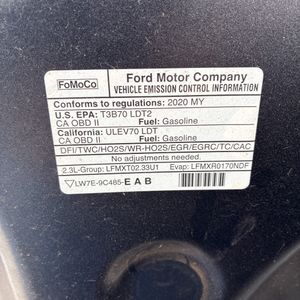 FoMoCo
Ford Motor Company
VEHICLE EMISSION CONTROL INFORMATION
Conforms to regulations: 2020 MY
U.S. EPA: T3B70 LDT2
CA OBD II Fuel: Gasoline
California: ULEV70 LDT
CA OBD II Fuel: Gasoline
DFI/TWC/HO2S/WR-HO2S/EGR/EGRC/TC/CAC
No adjustments needed.
2.3L-Group: LFMXT02.33U1 Evap: LFMXR0170NDF
LW7E-9C485-E A B